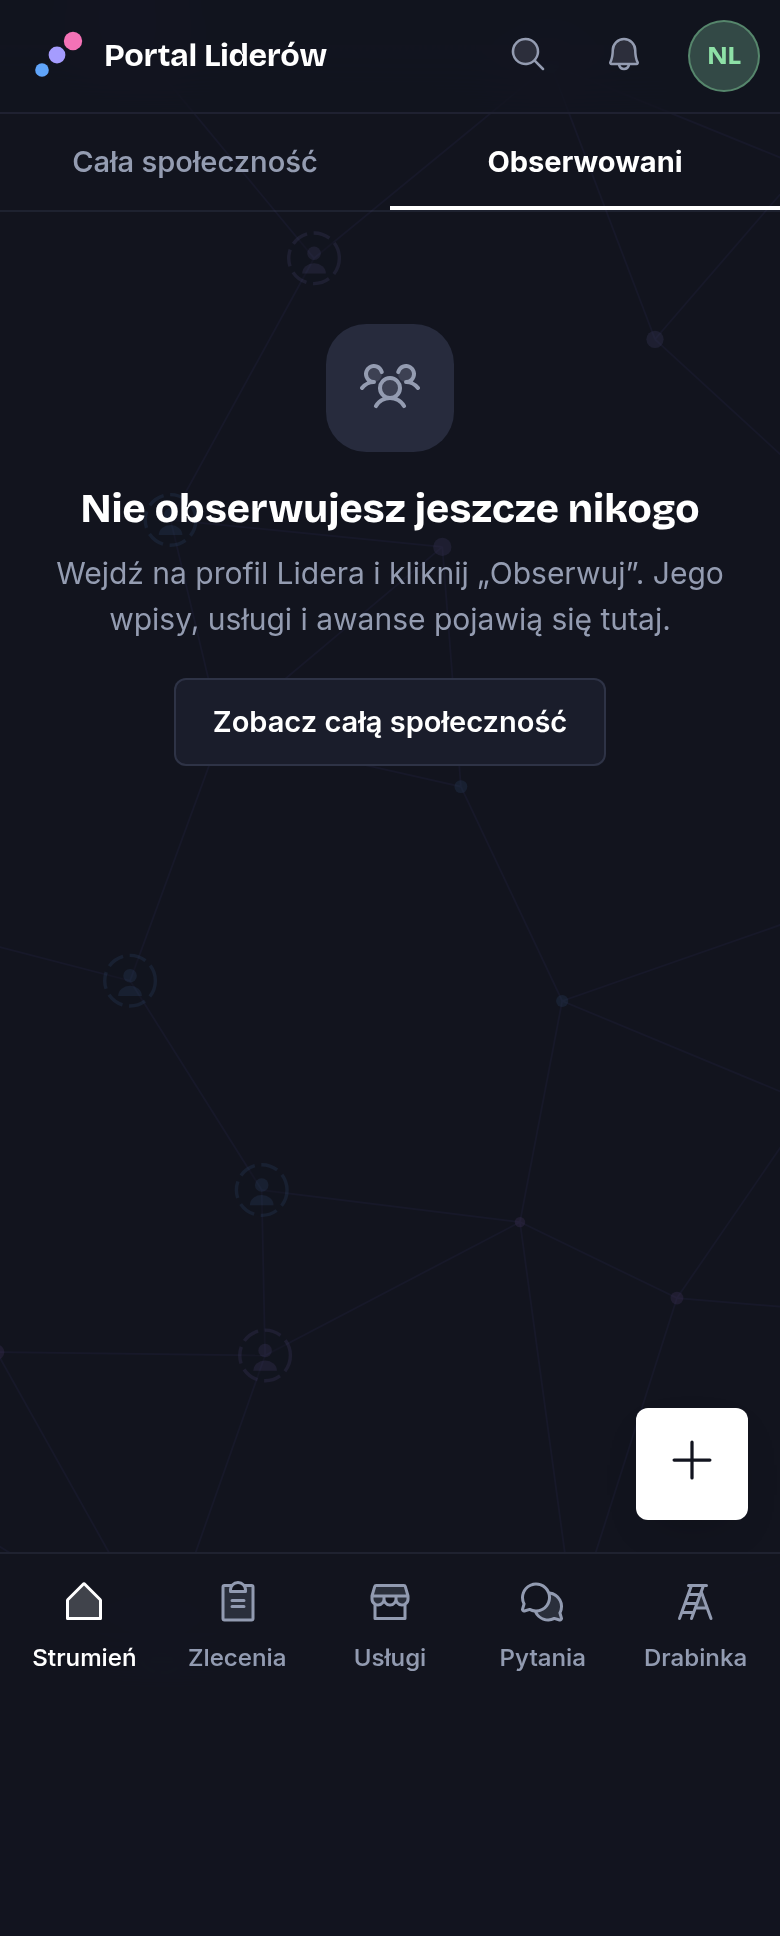 Portal Liderów
NL
Cała społeczność
Obserwowani
Nie obserwujesz jeszcze nikogo
Wejdź na profil Lidera i kliknij „Obserwuj”. Jego
wpisy, usługi i awanse pojawią się tutaj.
Zobacz całą społeczność
Strumień
Zlecenia
Usługi
Pytania
Drabinka